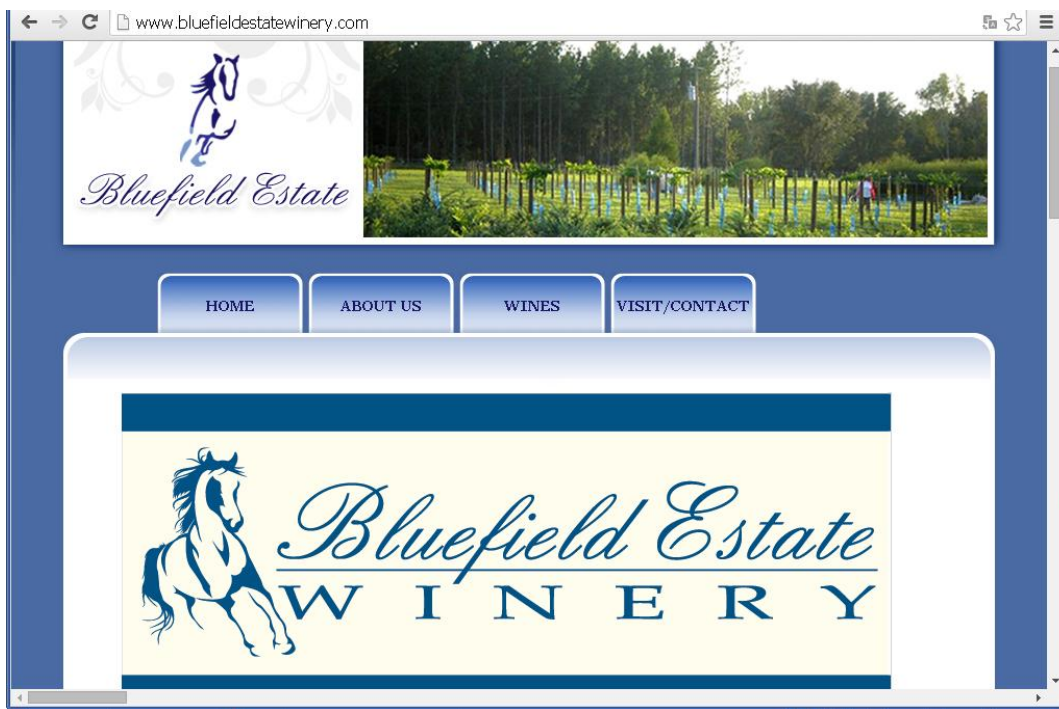 www.bluefieldestatewinery.com
Bluefield Estate
HOME ABOUT US WINES VISIT/CONTACT
Bluefield Estate
WINERY